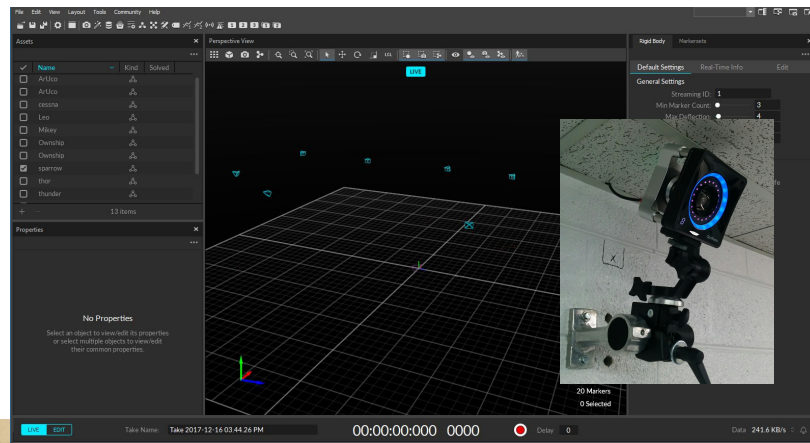 File Edit View Layout Tools Community Help
Assets
Name Kind Solved
ArUco
ArUco
cessna
Leo
Mikey
Ownship
Ownship
sparrow
thor
thunder
13 items
Properties
No Properties
Select an object to view/edit its properties
or select multiple objects to view/edit
their common properties.
Perspective View
LIVE
20 Markers
0 Selected
Rigid Body Markersets
Default Settings Real-Time Info Edit
General Settings
Streaming ID: 1
Min Marker Count: 3
Max Deflection: 4
X
LIVE EDIT Take Name: Take 2017-12-16 03.44.26 PM 00:00:00:000 0000 Delay 0 Data 241.6 KB/s